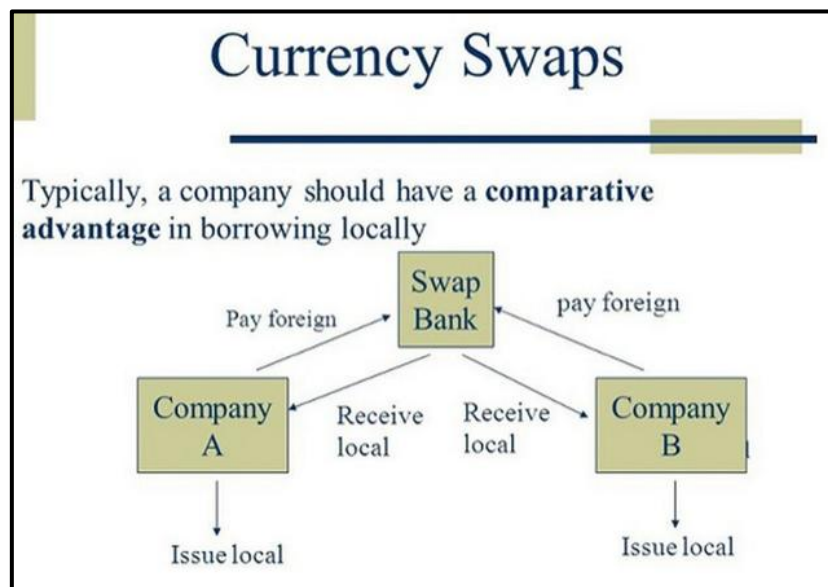 Currency Swaps
Typically, a company should have a comparative
advantage in borrowing locally
Swap
Bank
Pay foreign
pay foreign
Company
A
Receive
local
Receive
local
Company
B
Issue local
Issue local